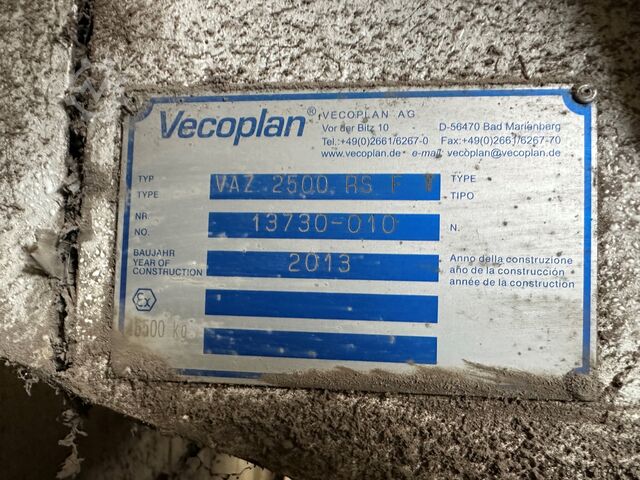 Vecoplan® VECOPLAN AG
Vor der Bitz 10 · D-56470 Bad Marienberg
Tel.:+49(0)2661/6267-0 Fax:+49(0)2661/6267-70
www.vecoplan.de · e-mail: vecoplan@vecoplan.de
TYP VAZ 2500 RS F V TYPE
TYPE TIPO
NR. 13730-010 N.
NO.
BAUJAHR 2013 Anno della construzione
YEAR OF año de la construcción
CONSTRUCTION année de la construction
Ex